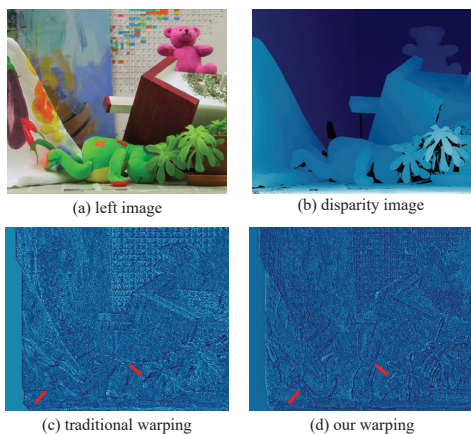 (a) left image
(b) disparity image
(c) traditional warping
(d) our warping